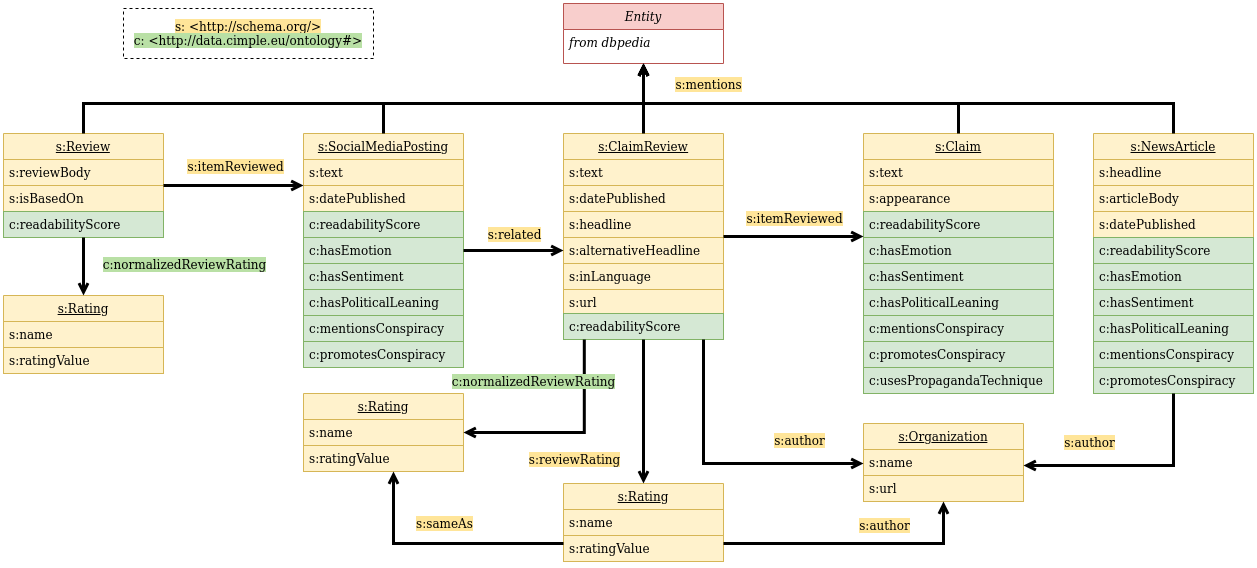 s: <http://schema.org/>
c: <http://data.cimple.eu/ontology#>
Entity
from dbpedia
s:mentions
s:Review
s:reviewBody
s:isBasedOn
c:readabilityScore
s:itemReviewed
c:normalizedReviewRating
s:Rating
s:name
s:ratingValue
s:SocialMediaPosting
s:text
s:datePublished
c:readabilityScore
c:hasEmotion
c:hasSentiment
c:hasPoliticalLeaning
c:mentionsConspiracy
c:promotesConspiracy
s:related
s:ClaimReview
s:text
s:datePublished
s:headline
s:alternativeHeadline
s:inLanguage
s:url
c:readabilityScore
s:itemReviewed
s:Claim
s:text
s:appearance
c:readabilityScore
c:hasEmotion
c:hasSentiment
c:hasPoliticalLeaning
c:mentionsConspiracy
c:promotesConspiracy
c:usesPropagandaTechnique
s:NewsArticle
s:headline
s:articleBody
s:datePublished
c:readabilityScore
c:hasEmotion
c:hasSentiment
c:hasPoliticalLeaning
c:mentionsConspiracy
c:promotesConspiracy
c:normalizedReviewRating
s:Rating
s:name
s:ratingValue
s:reviewRating
s:author
s:Organization
s:name
s:url
s:author
s:sameAs
s:Rating
s:name
s:ratingValue
s:author